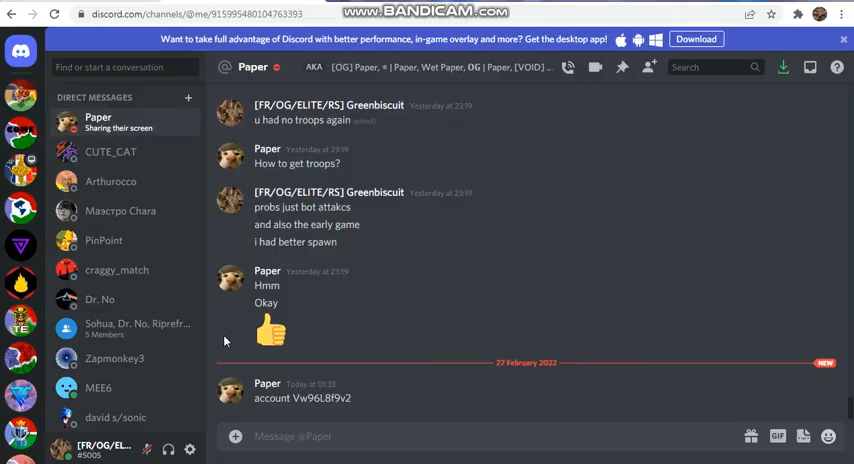 discord.com/channels/@me/915995480104763393
www.BANDICAM.com
Want to take full advantage of Discord with better performance, in-game overlay and more? Get the desktop app!
Download
Find or start a conversation
@ Paper
AKA
[OG] Paper, ⍟ | Paper, Wet Paper, OG | Paper, [VOID] ...
Search
DIRECT MESSAGES +
Paper
Sharing their screen
CUTE_CAT
Arthurocco
Маэстро Chara
PinPoint
craggy_match
Dr. No
Sohua, Dr. No, Riprefr...
5 Members
Zapmonkey3
MEE6
david s/sonic
[FR/OG/EL...
#5005
[FR/OG/ELITE/RS] Greenbiscuit Yesterday at 23:19
u had no troops again (edited)
Paper Yesterday at 23:19
How to get troops?
[FR/OG/ELITE/RS] Greenbiscuit Yesterday at 23:19
probs just bot attakcs
and also the early game
i had better spawn
Paper Yesterday at 23:19
Hmm
Okay
27 February 2022
NEW
Paper Today at 01:33
account Vw96L8f9v2
Message @Paper
GIF